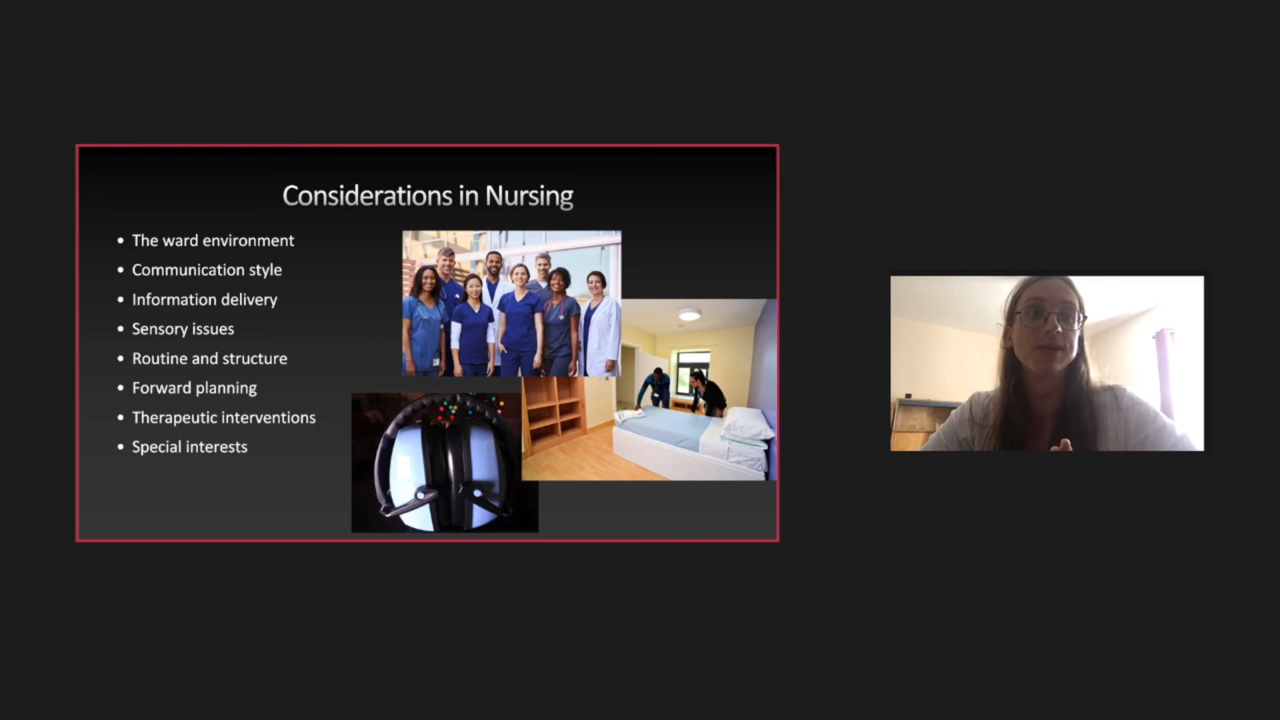 Considerations in Nursing
• The ward environment
• Communication style
• Information delivery
• Sensory issues
• Routine and structure
• Forward planning
• Therapeutic interventions
• Special interests